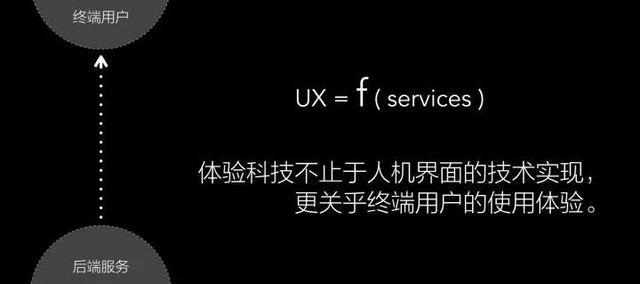 终端用户
UX = f ( services )
体验科技不止于人机界面的技术实现，
更关乎终端用户的使用体验。
后端服务